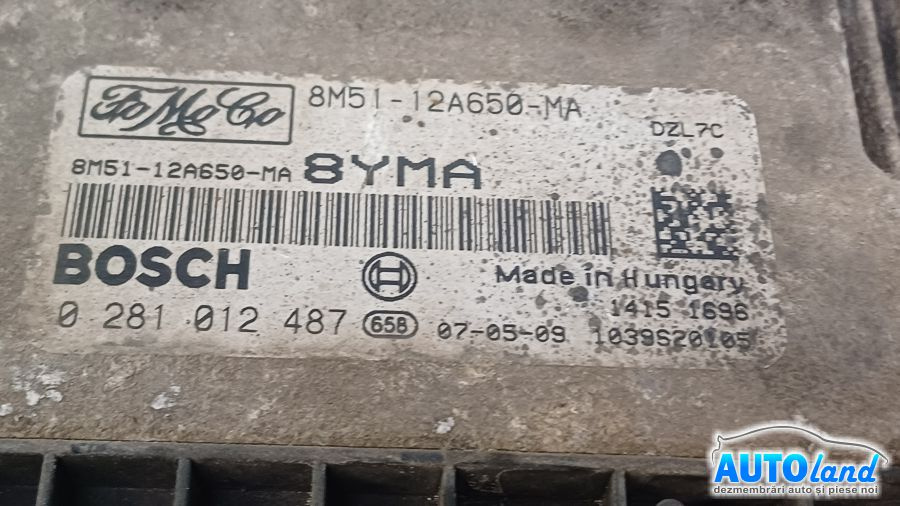 FoMoCo 8M51-12A650-MA
DZL7C
8M51-12A650-MA 8YMA
BOSCH
Made in Hungary
1415 1696
0 281 012 487 65B 07-05-09 1039S20105
AUTOland
dezmembrări auto și piese noi